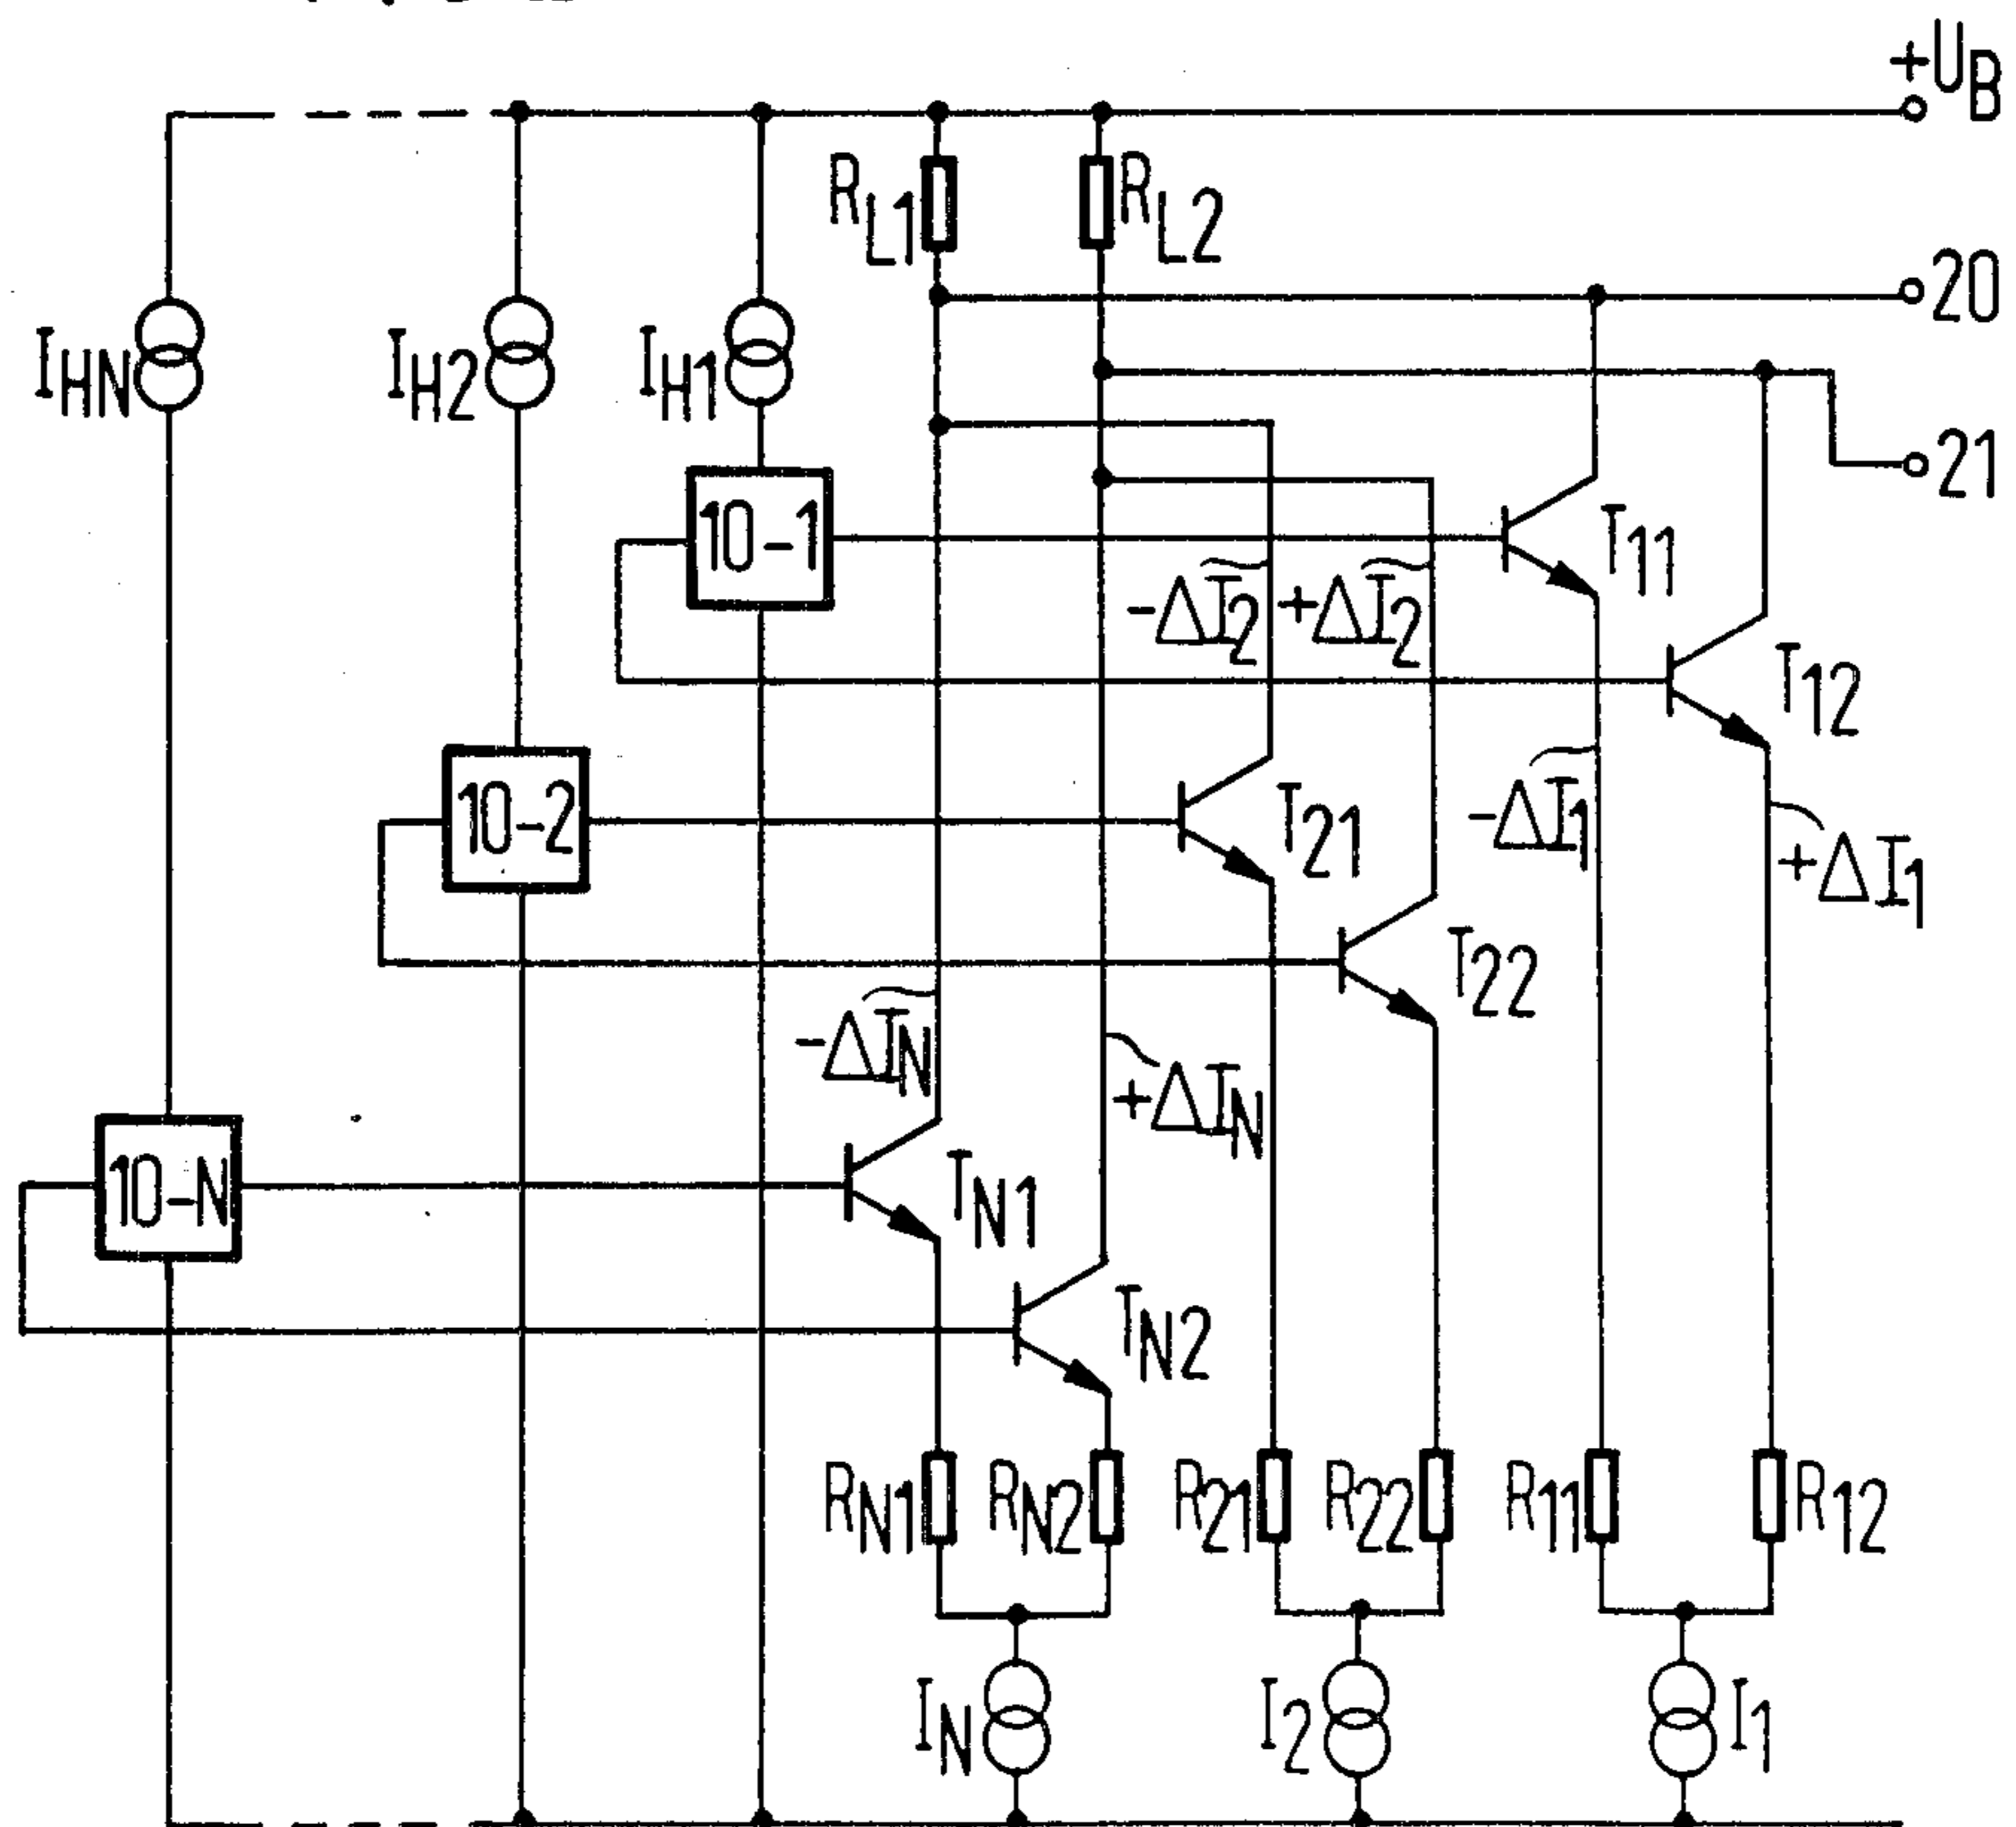 +U_B
R_L1
R_L2
20
I_HN
I_H2
I_H1
21
10-1
T_11
-ΔI_2
+ΔI_2
T_12
10-2
T_21
-ΔI_1
+ΔI_1
T_22
-ΔI_N
+ΔI_N
10-N
T_N1
T_N2
R_N1
R_N2
R_21
R_22
R_11
R_12
I_N
I_2
I_1